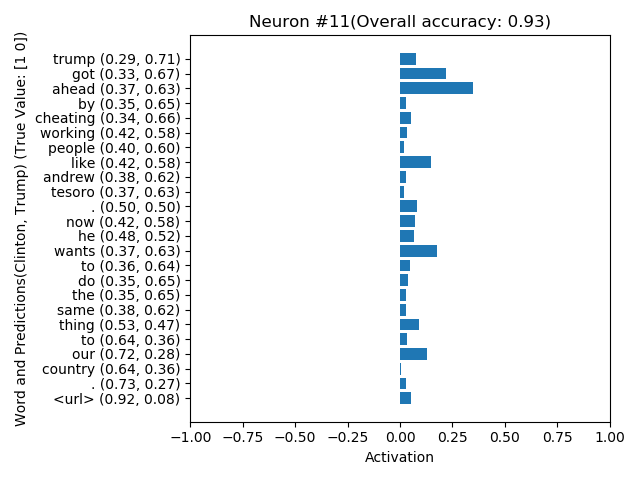 Neuron #11(Overall accuracy: 0.93)
Word and Predictions(Clinton, Trump) (True Value: [1 0])
trump (0.29, 0.71)
got (0.33, 0.67)
ahead (0.37, 0.63)
by (0.35, 0.65)
cheating (0.34, 0.66)
working (0.42, 0.58)
people (0.40, 0.60)
like (0.42, 0.58)
andrew (0.38, 0.62)
tesoro (0.37, 0.63)
. (0.50, 0.50)
now (0.42, 0.58)
he (0.48, 0.52)
wants (0.37, 0.63)
to (0.36, 0.64)
do (0.35, 0.65)
the (0.35, 0.65)
same (0.38, 0.62)
thing (0.53, 0.47)
to (0.64, 0.36)
our (0.72, 0.28)
country (0.64, 0.36)
. (0.73, 0.27)
<url> (0.92, 0.08)
−1.00 −0.75 −0.50 −0.25 0.00 0.25 0.50 0.75 1.00
Activation